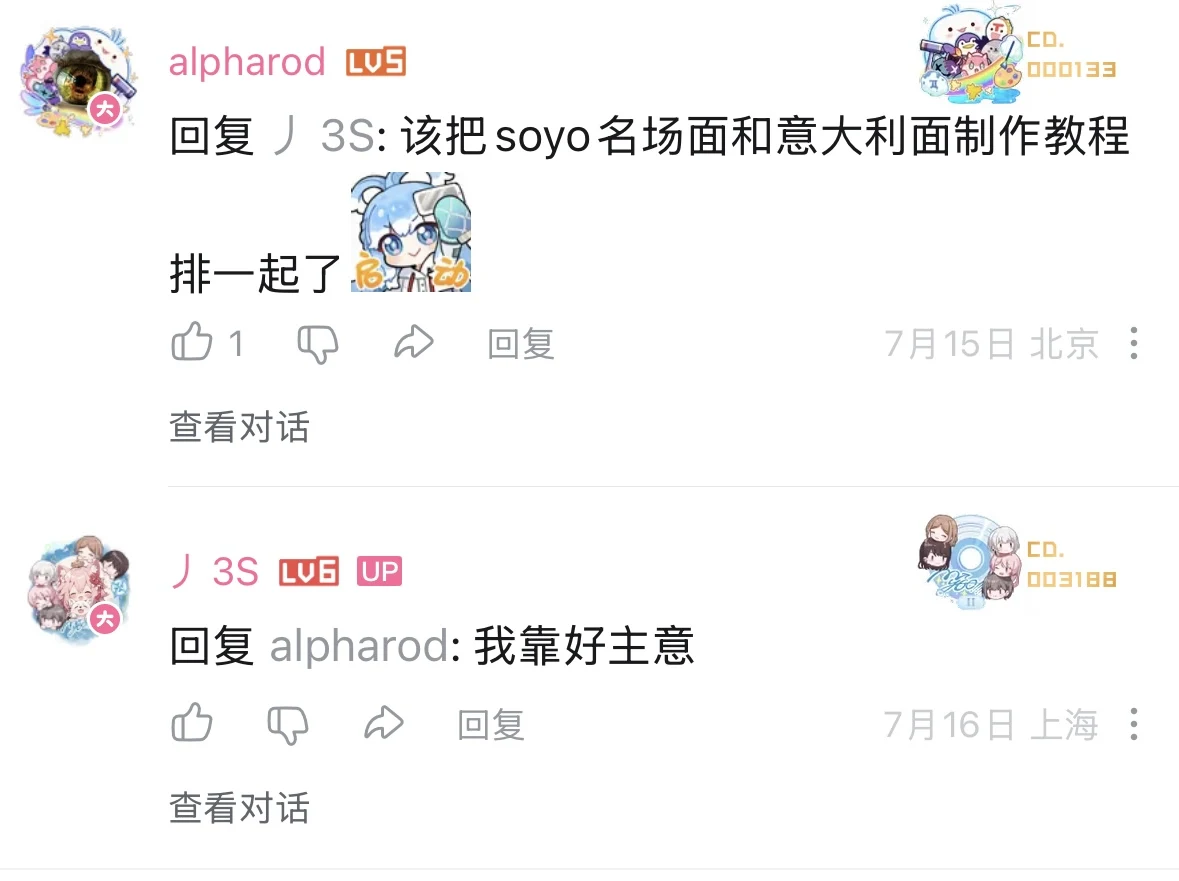 alpharod LV5
CD.
000133
回复 丿 3S: 该把soyo名场面和意大利面制作教程
排一起了 启动
1 回复 7月15日 北京
查看对话
丿 3S LV6 UP
CD.
003188
回复 alpharod: 我靠好主意
回复 7月16日 上海
查看对话